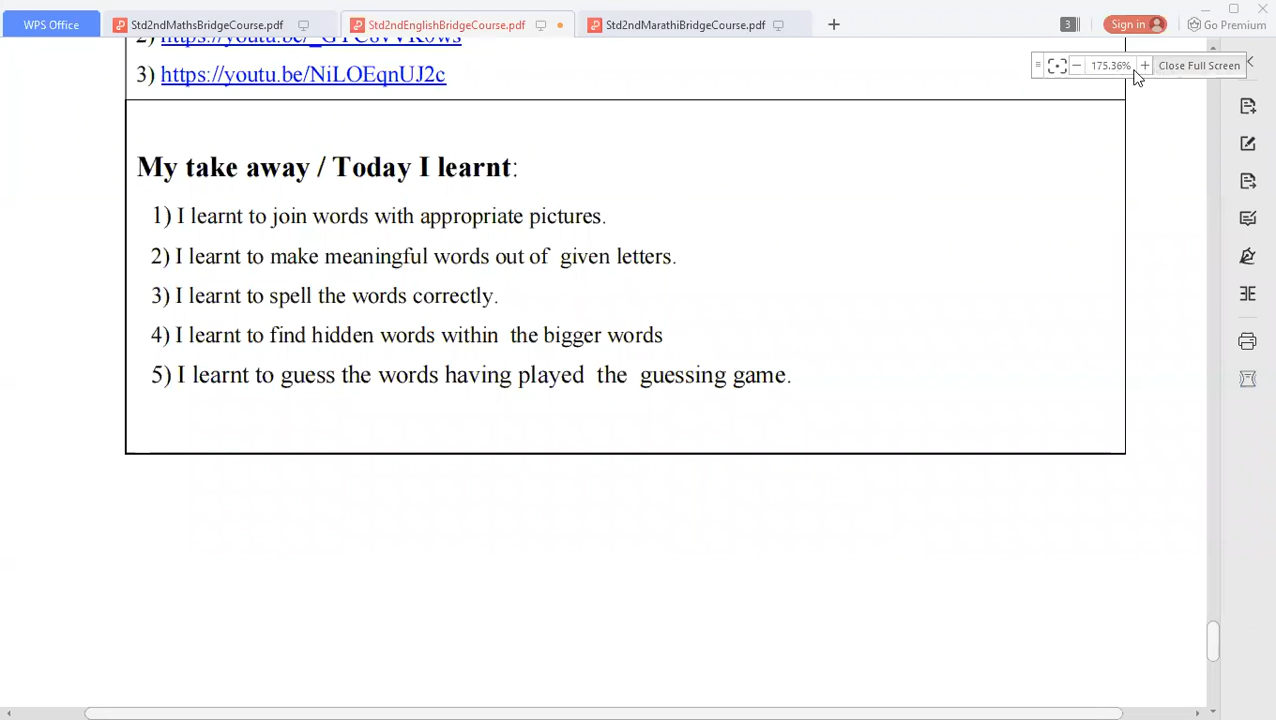 WPS Office Std2ndMathsBridgeCourse.pdf Std2ndEnglishBridgeCourse.pdf Std2ndMarathiBridgeCourse.pdf 3 Sign in Go Premium
3) https://youtu.be/NiLOEqnUJ2c
175.36% Close Full Screen
My take away / Today I learnt:
1) I learnt to join words with appropriate pictures.
2) I learnt to make meaningful words out of given letters.
3) I learnt to spell the words correctly.
4) I learnt to find hidden words within the bigger words
5) I learnt to guess the words having played the guessing game.